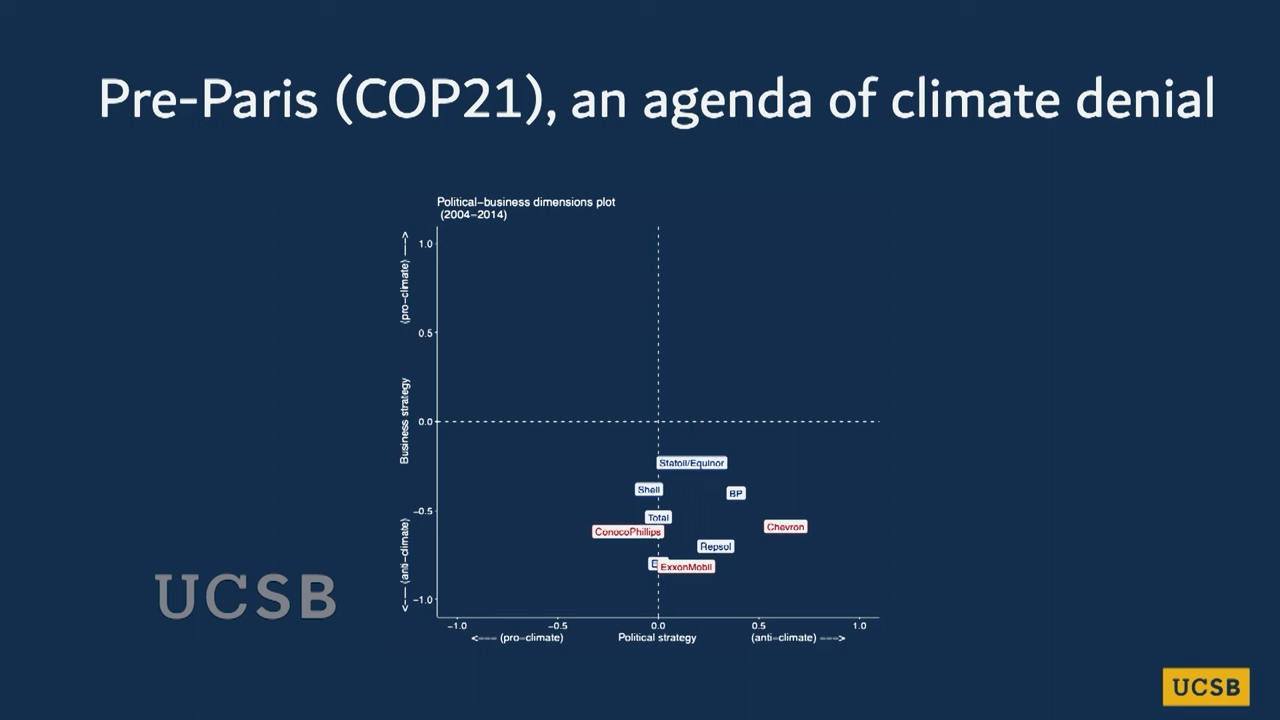 Pre-Paris (COP21), an agenda of climate denial
Political-business dimensions plot
(2004-2014)
(pro-climate) --->
Business strategy
<--- (anti-climate)
1.0
0.5
0.0
-0.5
-1.0
Statoil/Equinor
Shell
BP
Total
Chevron
ConocoPhillips
Repsol
ExxonMobil
-1.0
-0.5
0.0
0.5
1.0
<--- (pro-climate)
Political strategy
(anti-climate) --->
UCSB
UCSB